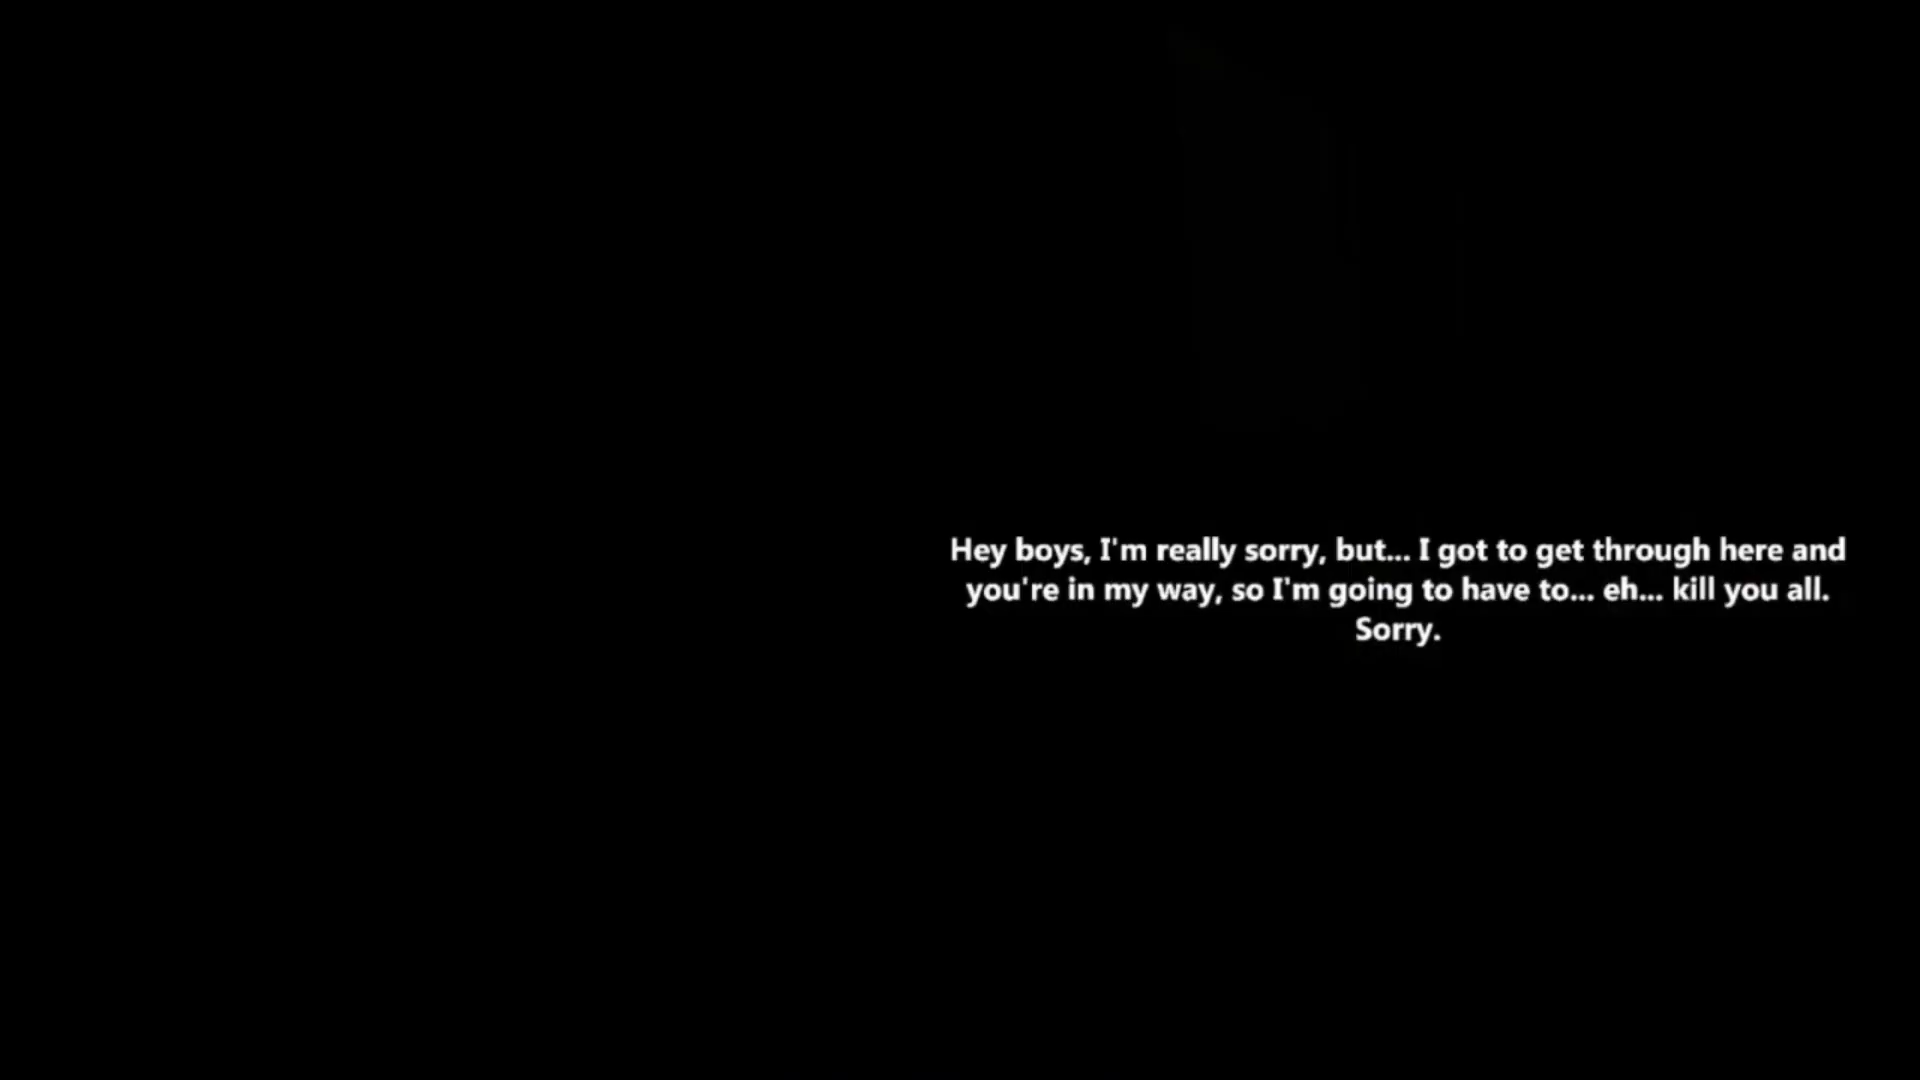 Hey boys, I'm really sorry, but... I got to get through here and
you're in my way, so I'm going to have to... eh... kill you all.
Sorry.